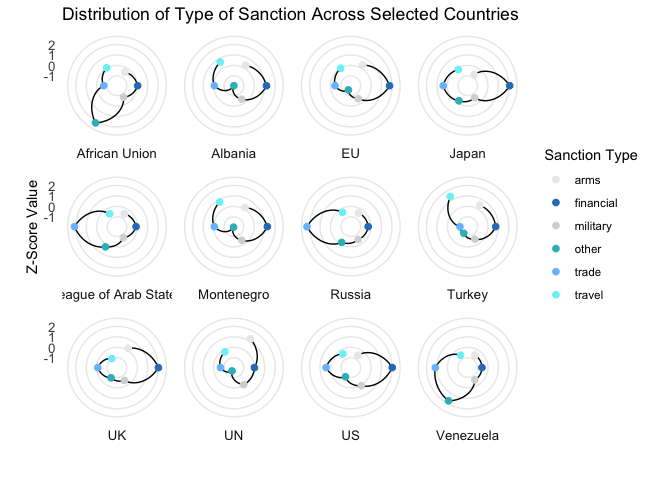 Distribution of Type of Sanction Across Selected Countries
2
1
0
-1
African Union
Albania
EU
Japan
2
1
0
-1
eague of Arab State
Montenegro
Russia
Turkey
2
1
0
-1
UK
UN
US
Venezuela
Z-Score Value
Sanction Type
arms
financial
military
other
trade
travel